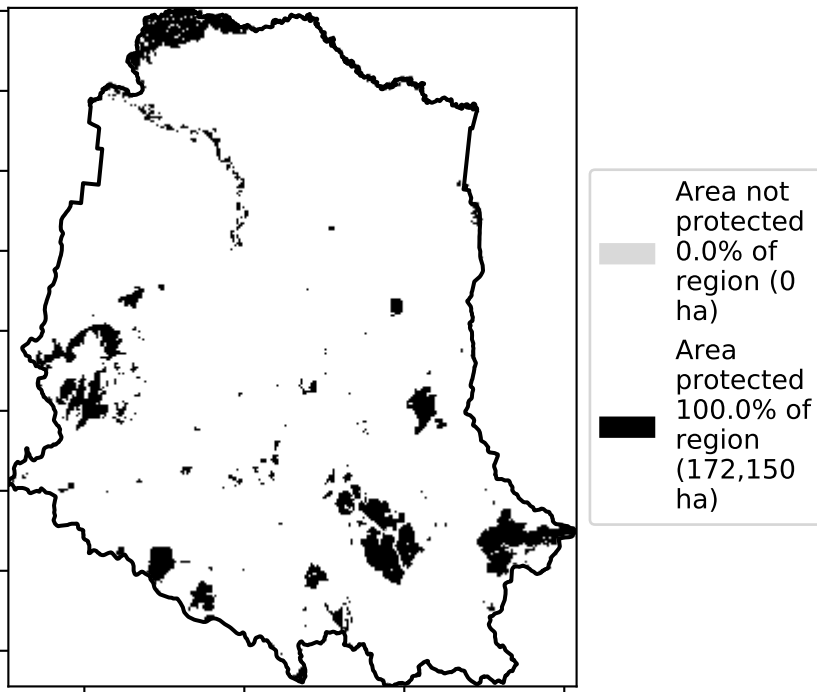 Area not
protected
0.0% of
region (0
ha)
Area
protected
100.0% of
region
(172,150
ha)